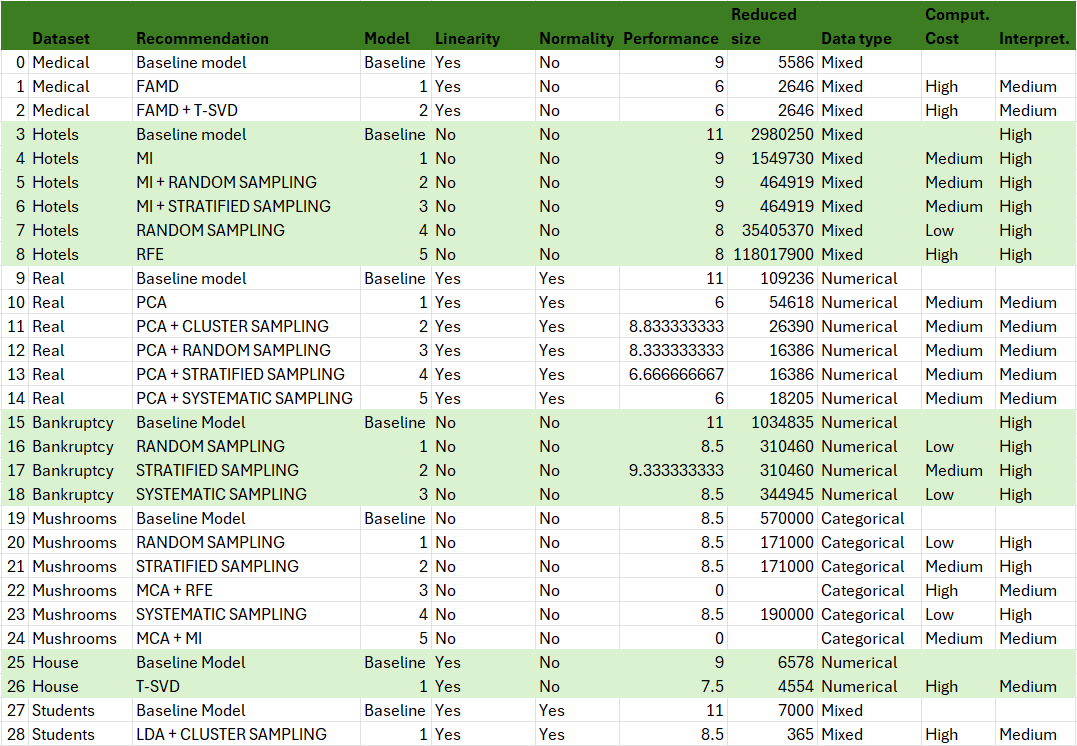 Reduced Comput.
Dataset Recommendation Model Linearity Normality Performance size Data type Cost Interpret.
0 Medical Baseline model Baseline Yes No 9 5586 Mixed
1 Medical FAMD 1 Yes No 6 2646 Mixed High Medium
2 Medical FAMD + T-SVD 2 Yes No 6 2646 Mixed High Medium
3 Hotels Baseline model Baseline No No 11 2980250 Mixed High
4 Hotels MI 1 No No 9 1549730 Mixed Medium High
5 Hotels MI + RANDOM SAMPLING 2 No No 9 464919 Mixed Medium High
6 Hotels MI + STRATIFIED SAMPLING 3 No No 9 464919 Mixed Medium High
7 Hotels RANDOM SAMPLING 4 No No 8 35405370 Mixed Low High
8 Hotels RFE 5 No No 8 118017900 Mixed High High
9 Real Baseline model Baseline Yes Yes 11 109236 Numerical
10 Real PCA 1 Yes Yes 6 54618 Numerical Medium Medium
11 Real PCA + CLUSTER SAMPLING 2 Yes Yes 8.833333333 26390 Numerical Medium Medium
12 Real PCA + RANDOM SAMPLING 3 Yes Yes 8.333333333 16386 Numerical Medium Medium
13 Real PCA + STRATIFIED SAMPLING 4 Yes Yes 6.666666667 16386 Numerical Medium Medium
14 Real PCA + SYSTEMATIC SAMPLING 5 Yes Yes 6 18205 Numerical Medium Medium
15 Bankruptcy Baseline Model Baseline No No 11 1034835 Numerical High
16 Bankruptcy RANDOM SAMPLING 1 No No 8.5 310460 Numerical Low High
17 Bankruptcy STRATIFIED SAMPLING 2 No No 9.333333333 310460 Numerical Medium High
18 Bankruptcy SYSTEMATIC SAMPLING 3 No No 8.5 344945 Numerical Low High
19 Mushrooms Baseline Model Baseline No No 8.5 570000 Categorical
20 Mushrooms RANDOM SAMPLING 1 No No 8.5 171000 Categorical Low High
21 Mushrooms STRATIFIED SAMPLING 2 No No 8.5 171000 Categorical Medium High
22 Mushrooms MCA + RFE 3 No No 0 Categorical High Medium
23 Mushrooms SYSTEMATIC SAMPLING 4 No No 8.5 190000 Categorical Low High
24 Mushrooms MCA + MI 5 No No 0 Categorical Medium Medium
25 House Baseline Model Baseline Yes No 9 6578 Numerical
26 House T-SVD 1 Yes No 7.5 4554 Numerical High Medium
27 Students Baseline Model Baseline Yes Yes 11 7000 Mixed
28 Students LDA + CLUSTER SAMPLING 1 Yes Yes 8.5 365 Mixed High Medium